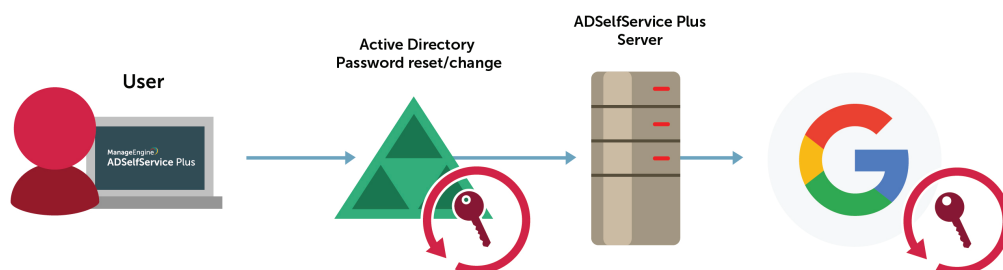 User
ManageEngine
ADSelfService Plus
Active Directory
Password reset/change
ADSelfService Plus
Server